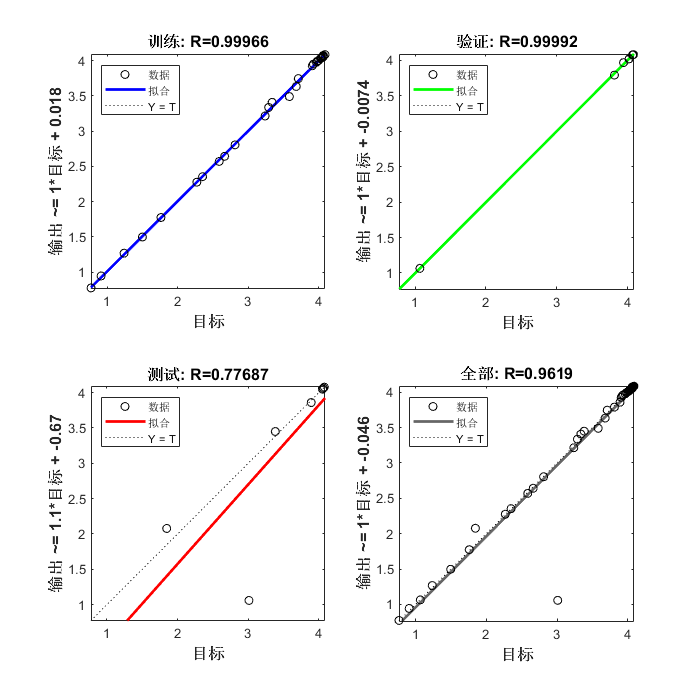 训练: R=0.99966
输出 ~= 1*目标 + 0.018
4
3.5
3
2.5
2
1.5
1
数据
拟合
Y = T
1
2
3
4
目标
验证: R=0.99992
输出 ~= 1*目标 + -0.0074
4
3.5
3
2.5
2
1.5
1
数据
拟合
Y = T
1
2
3
4
目标
测试: R=0.77687
输出 ~= 1.1*目标 + -0.67
4
3.5
3
2.5
2
1.5
1
数据
拟合
Y = T
1
2
3
4
目标
全部: R=0.9619
输出 ~= 1*目标 + -0.046
4
3.5
3
2.5
2
1.5
1
数据
拟合
Y = T
1
2
3
4
目标